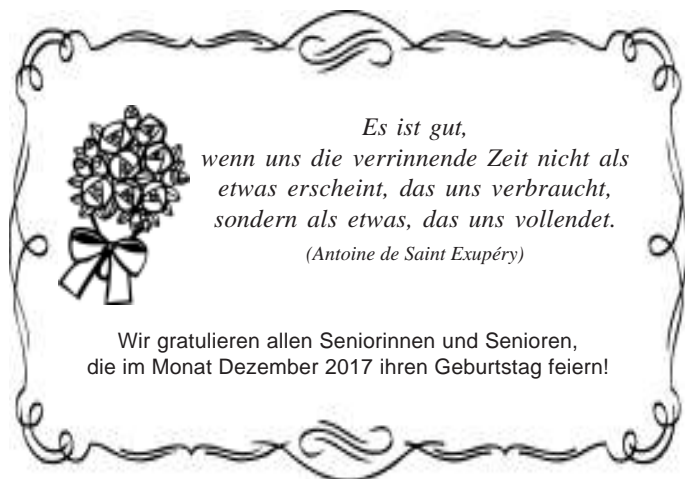 Es ist gut,
wenn uns die verrinnende Zeit nicht als
etwas erscheint, das uns verbraucht,
sondern als etwas, das uns vollendet.
(Antoine de Saint Exupéry)
Wir gratulieren allen Seniorinnen und Senioren,
die im Monat Dezember 2017 ihren Geburtstag feiern!